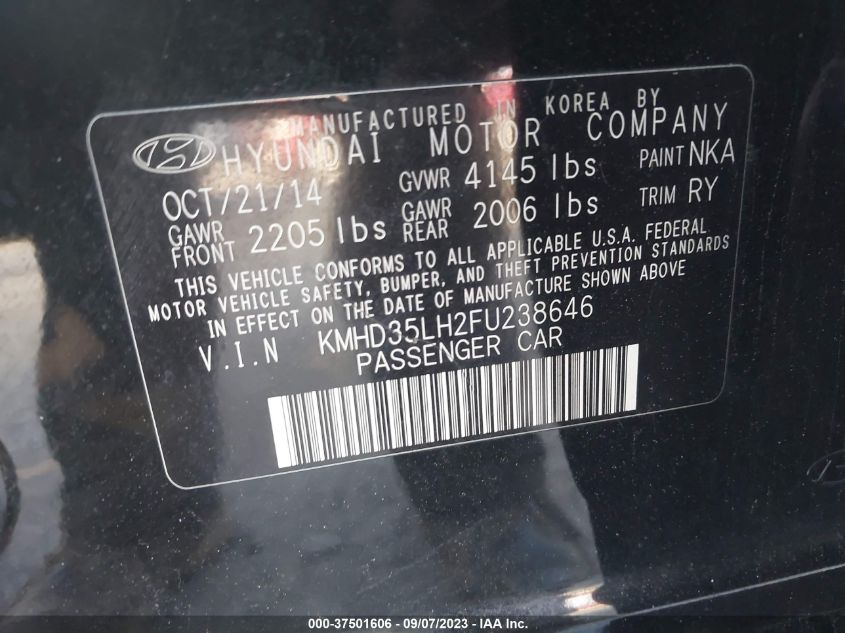 MANUFACTURED IN KOREA BY
HYUNDAI MOTOR COMPANY
OCT/21/14 GVWR 4145 lbs PAINT NKA
GAWR FRONT 2205 lbs GAWR REAR 2006 lbs TRIM RY
THIS VEHICLE CONFORMS TO ALL APPLICABLE U.S.A. FEDERAL
MOTOR VEHICLE SAFETY, BUMPER, AND THEFT PREVENTION STANDARDS
IN EFFECT ON THE DATE OF MANUFACTURE SHOWN ABOVE
V.I.N KMHD35LH2FU238646
PASSENGER CAR
000-37501606 - 09/07/2023 - IAA Inc.